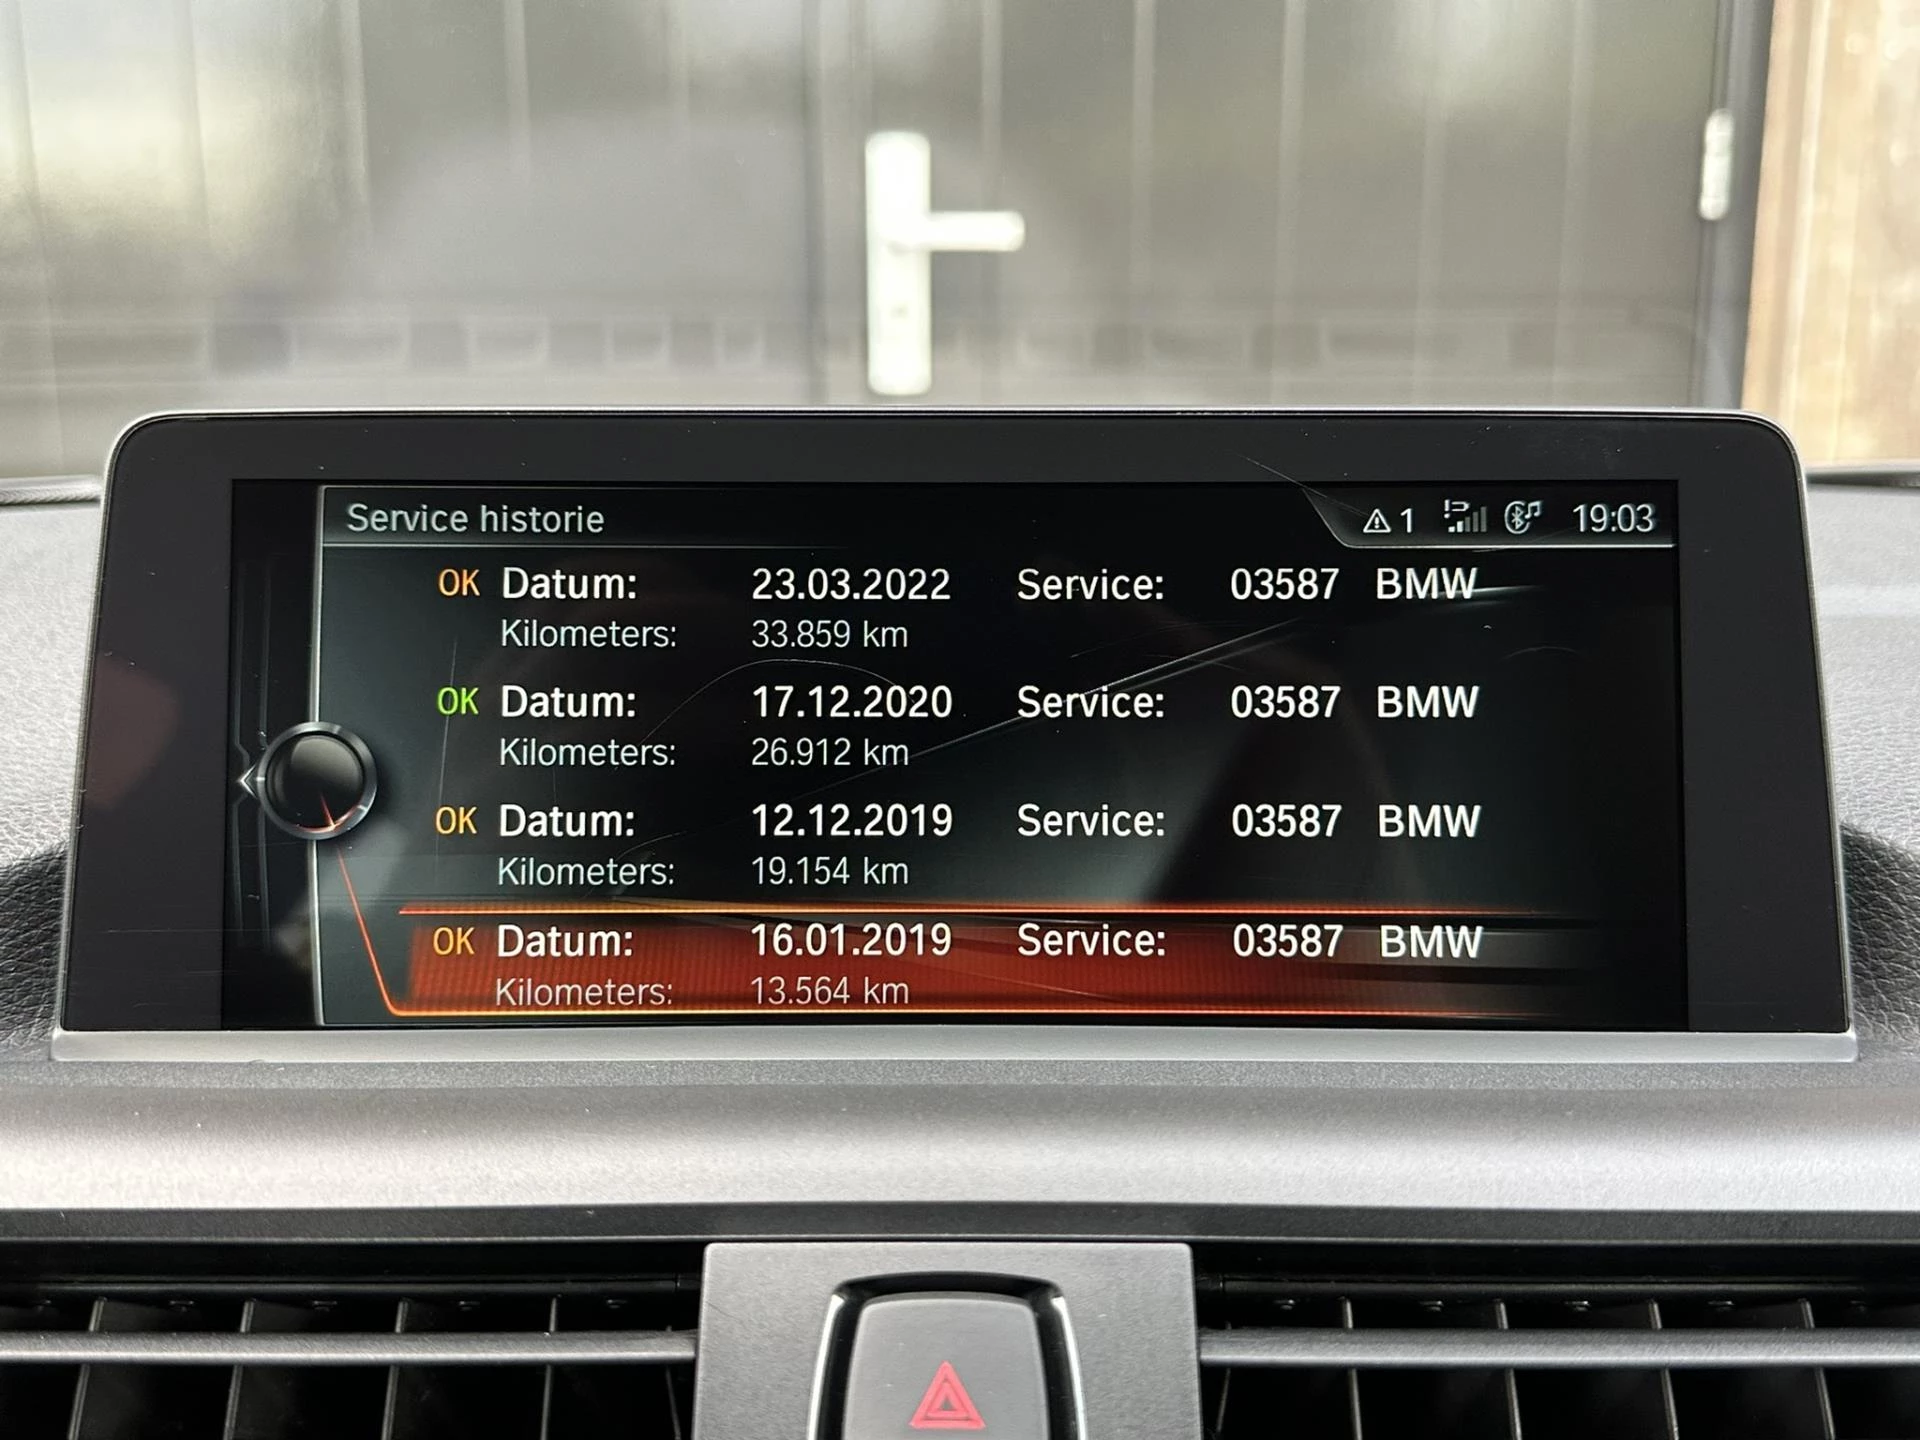 Service historie 1 19:03
OK Datum: 23.03.2022 Service: 03587 BMW
Kilometers: 33.859 km
OK Datum: 17.12.2020 Service: 03587 BMW
Kilometers: 26.912 km
OK Datum: 12.12.2019 Service: 03587 BMW
Kilometers: 19.154 km
OK Datum: 16.01.2019 Service: 03587 BMW
Kilometers: 13.564 km